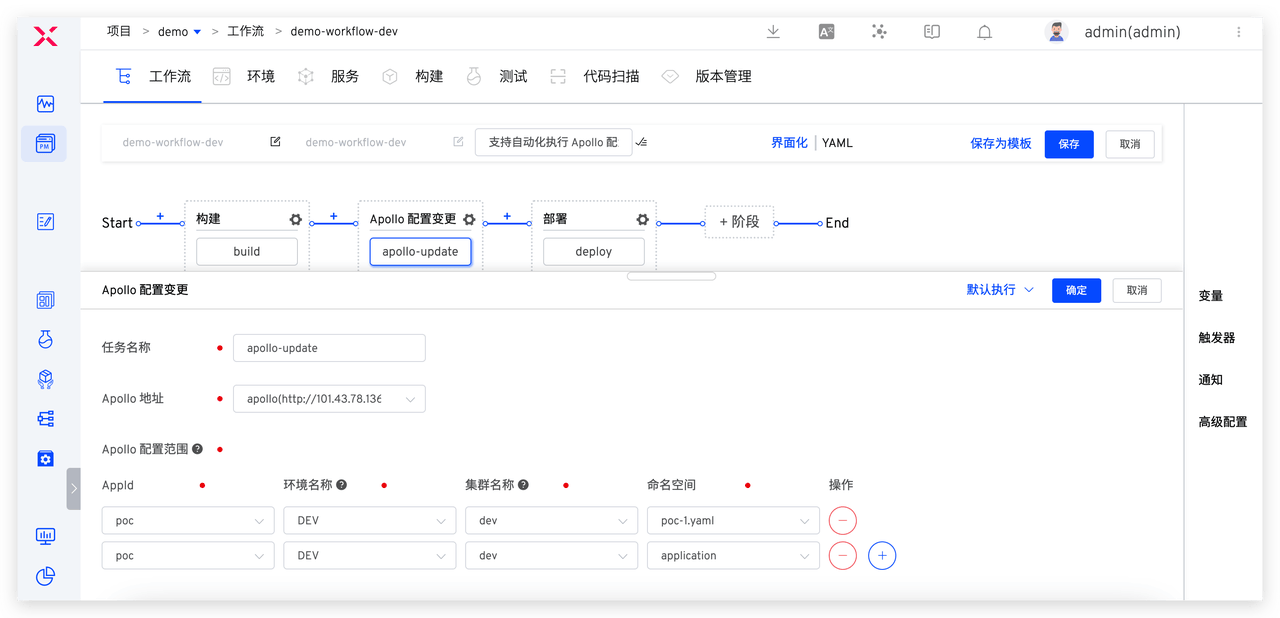 项目 > demo > 工作流 > demo-workflow-dev
A文
admin(admin)
工作流 环境 服务 构建 测试 代码扫描 版本管理
PM
demo-workflow-dev demo-workflow-dev 支持自动化执行 Apollo 配 界面化 | YAML 保存为模板 保存 取消
Start + 构建 + Apollo 配置变更 + 部署 + 阶段 End
build apollo-update deploy
Apollo 配置变更 默认执行 确定 取消
变量
触发器
通知
高级配置
任务名称 apollo-update
Apollo 地址 apollo(http://101.43.78.136
Apollo 配置范围 ?
AppId 环境名称 ? 集群名称 ? 命名空间 操作
poc DEV dev poc-1.yaml
poc DEV dev application